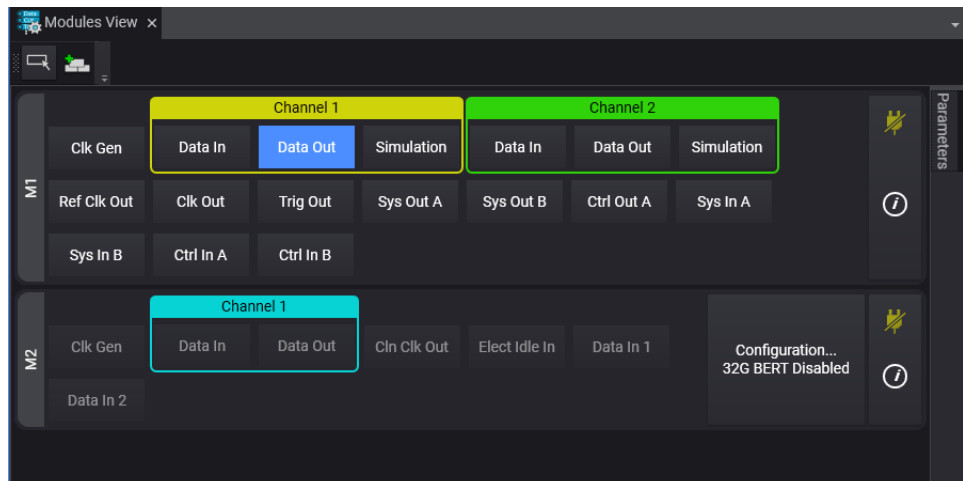 Modules View
Channel 1 Channel 2
Clk Gen Data In Data Out Simulation Data In Data Out Simulation
M1
Ref Clk Out Clk Out Trig Out Sys Out A Sys Out B Ctrl Out A Sys In A
Sys In B Ctrl In A Ctrl In B
Channel 1
Clk Gen Data In Data Out Cln Clk Out Elect Idle In Data In 1
M2
Data In 2
Configuration...
32G BERT Disabled
Parameters